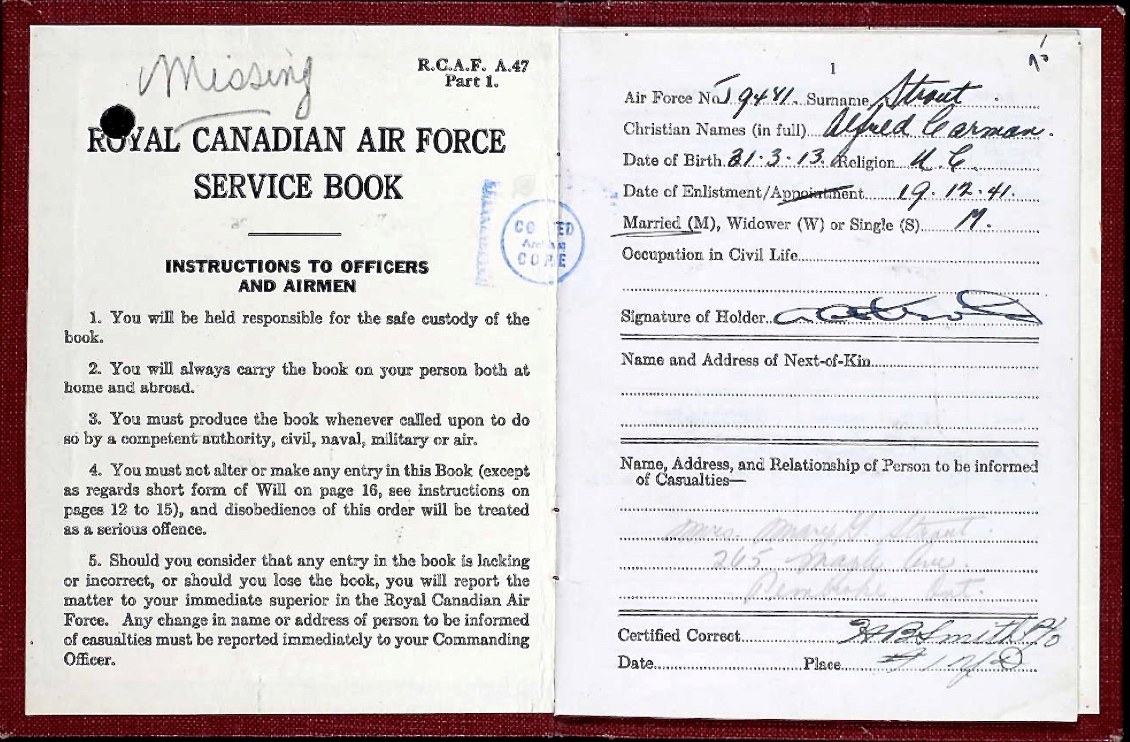 Missing
R.C.A.F. A.47
Part 1.
ROYAL CANADIAN AIR FORCE
SERVICE BOOK
INSTRUCTIONS TO OFFICERS
AND AIRMEN
1. You will be held responsible for the safe custody of the
book.
2. You will always carry the book on your person both at
home and abroad.
3. You must produce the book whenever called upon to do
so by a competent authority, civil, naval, military or air.
4. You must not alter or make any entry in this Book (except
as regards short form of Will on page 16, see instructions on
pages 12 to 15), and disobedience of this order will be treated
as a serious offence.
5. Should you consider that any entry in the book is lacking
or incorrect, or should you lose the book, you will report the
matter to your immediate superior in the Royal Canadian Air
Force. Any change in name or address of person to be informed
of casualties must be reported immediately to your Commanding
Officer.
1
Air Force No. J9441. Surname Strout.
Christian Names (in full) Alfred Carman.
Date of Birth 31.3.13. Religion U.C.
Date of Enlistment/Appointment 19.12.41.
Married (M), Widower (W) or Single (S) M.
Occupation in Civil Life
Signature of Holder
Name and Address of Next-of-Kin
Name, Address, and Relationship of Person to be informed
of Casualties—
Mrs. Strout
265 Ave.
Pembroke Ont.
Certified Correct HBSmith P/O
Date Place